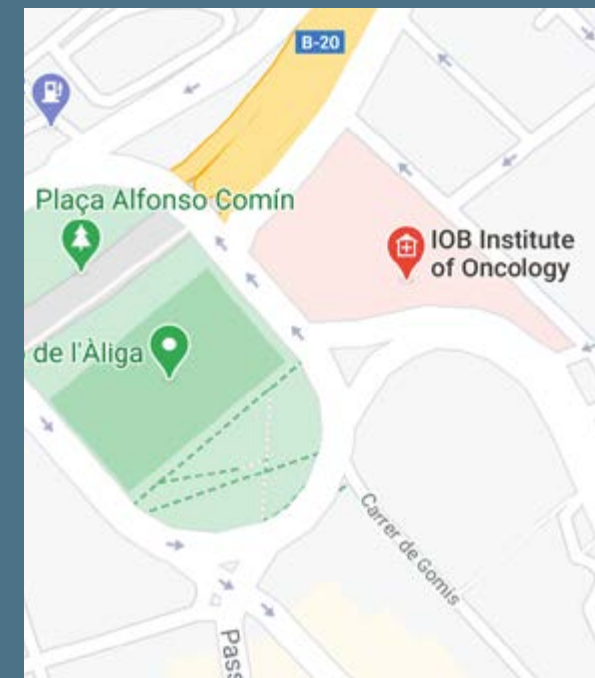 B-20
Plaça Alfonso Comín
IOB Institute
of Oncology
de l'Àliga
Carrer de Gomis
Pass